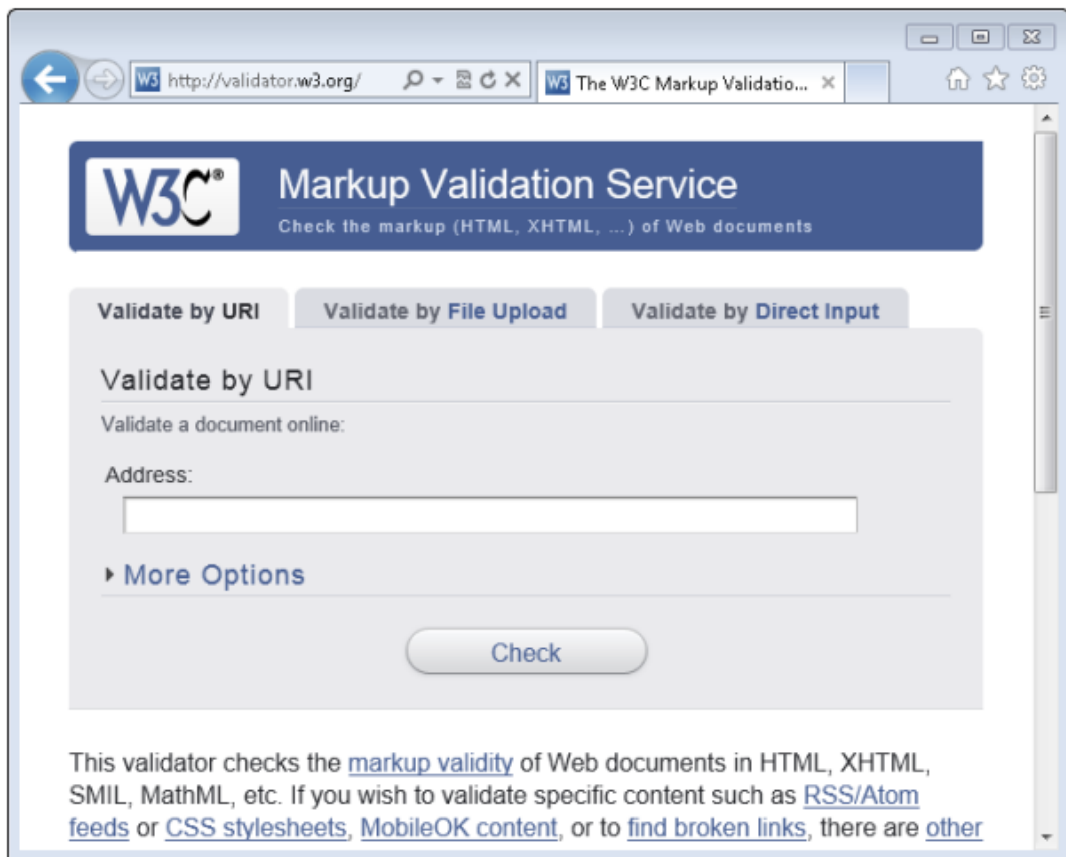 W3 http://validator.w3.org/ W3 The W3C Markup Validatio...
W3C® Markup Validation Service
Check the markup (HTML, XHTML, ...) of Web documents
Validate by URI Validate by File Upload Validate by Direct Input
Validate by URI
Validate a document online:
Address:
More Options
Check
This validator checks the markup validity of Web documents in HTML, XHTML,
SMIL, MathML, etc. If you wish to validate specific content such as RSS/Atom
feeds or CSS stylesheets, MobileOK content, or to find broken links, there are other